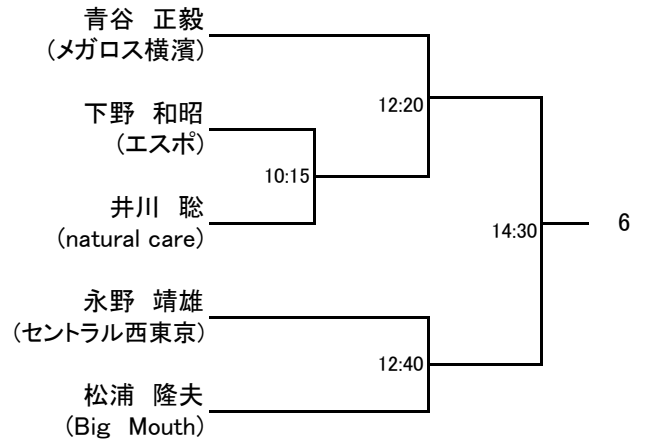 青谷　正毅
(メガロス横濱)
12:20
下野　和昭
(エスポ)
10:15
井川　聡
(natural care)
14:30
6
永野　靖雄
(セントラル西東京)
12:40
松浦　隆夫
(Big　Mouth)